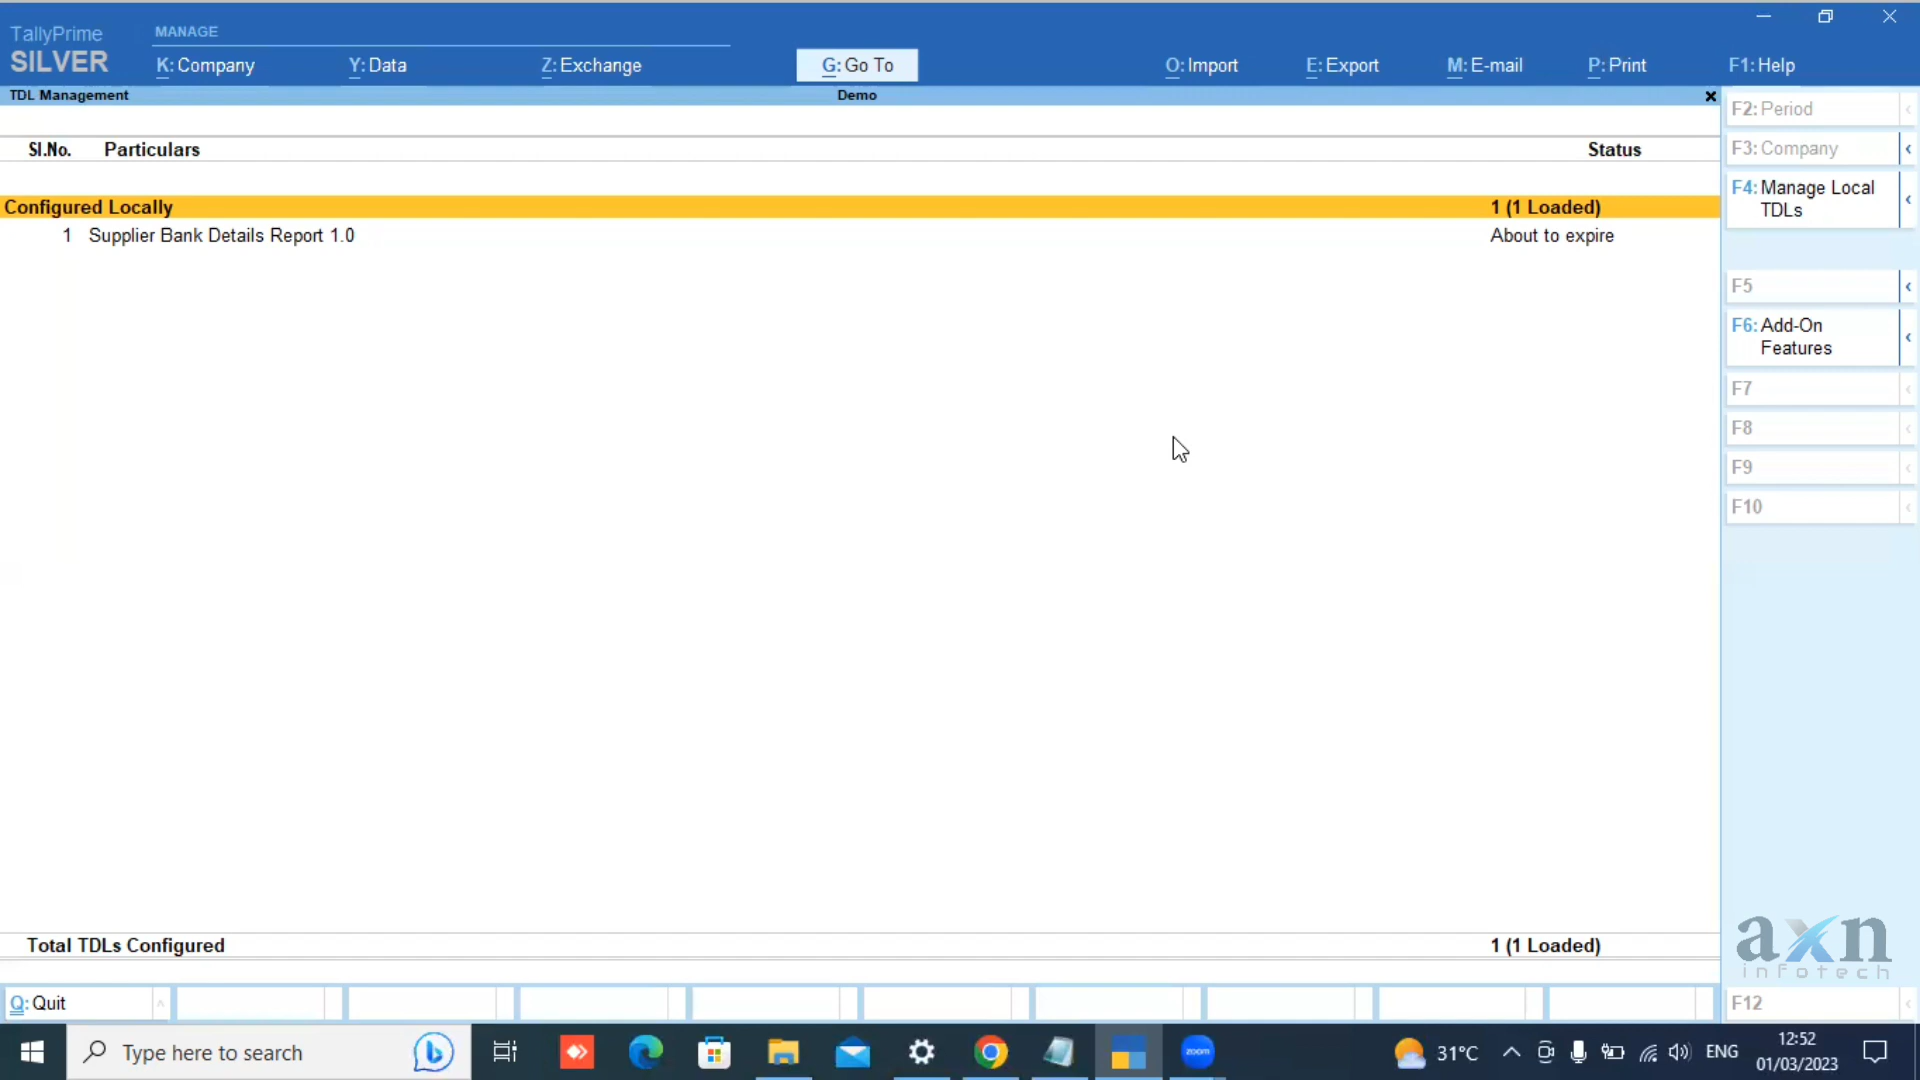 TallyPrime
SILVER
MANAGE
K: Company
Y: Data
Z: Exchange
G: Go To
O: Import
E: Export
M: E-mail
P: Print
F1: Help
TDL Management
Demo
Sl.No. Particulars Status
Configured Locally 1 (1 Loaded)
1 Supplier Bank Details Report 1.0 About to expire
Total TDLs Configured 1 (1 Loaded)
F2: Period
F3: Company
F4: Manage Local
TDLs
F5
F6: Add-On
Features
F7
F8
F9
F10
axn
infotech
Q: Quit
F12
Type here to search
zoom
31°C
ENG
12:52
01/03/2023